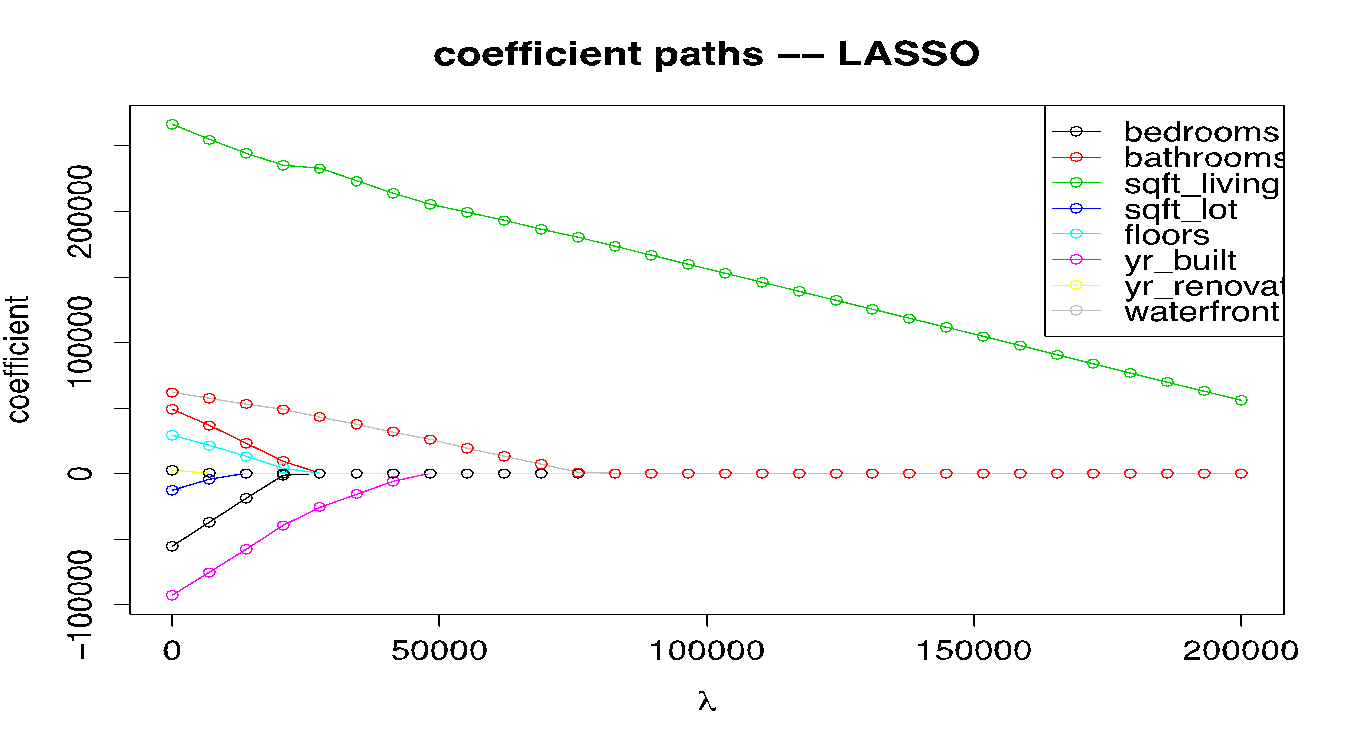 coefficient paths −− LASSO
bedrooms
bathrooms
sqft_living
sqft_lot
floors
yr_built
yr_renovat
waterfront
coefficient
200000
100000
0
−100000
0
50000
100000
150000
200000
λ